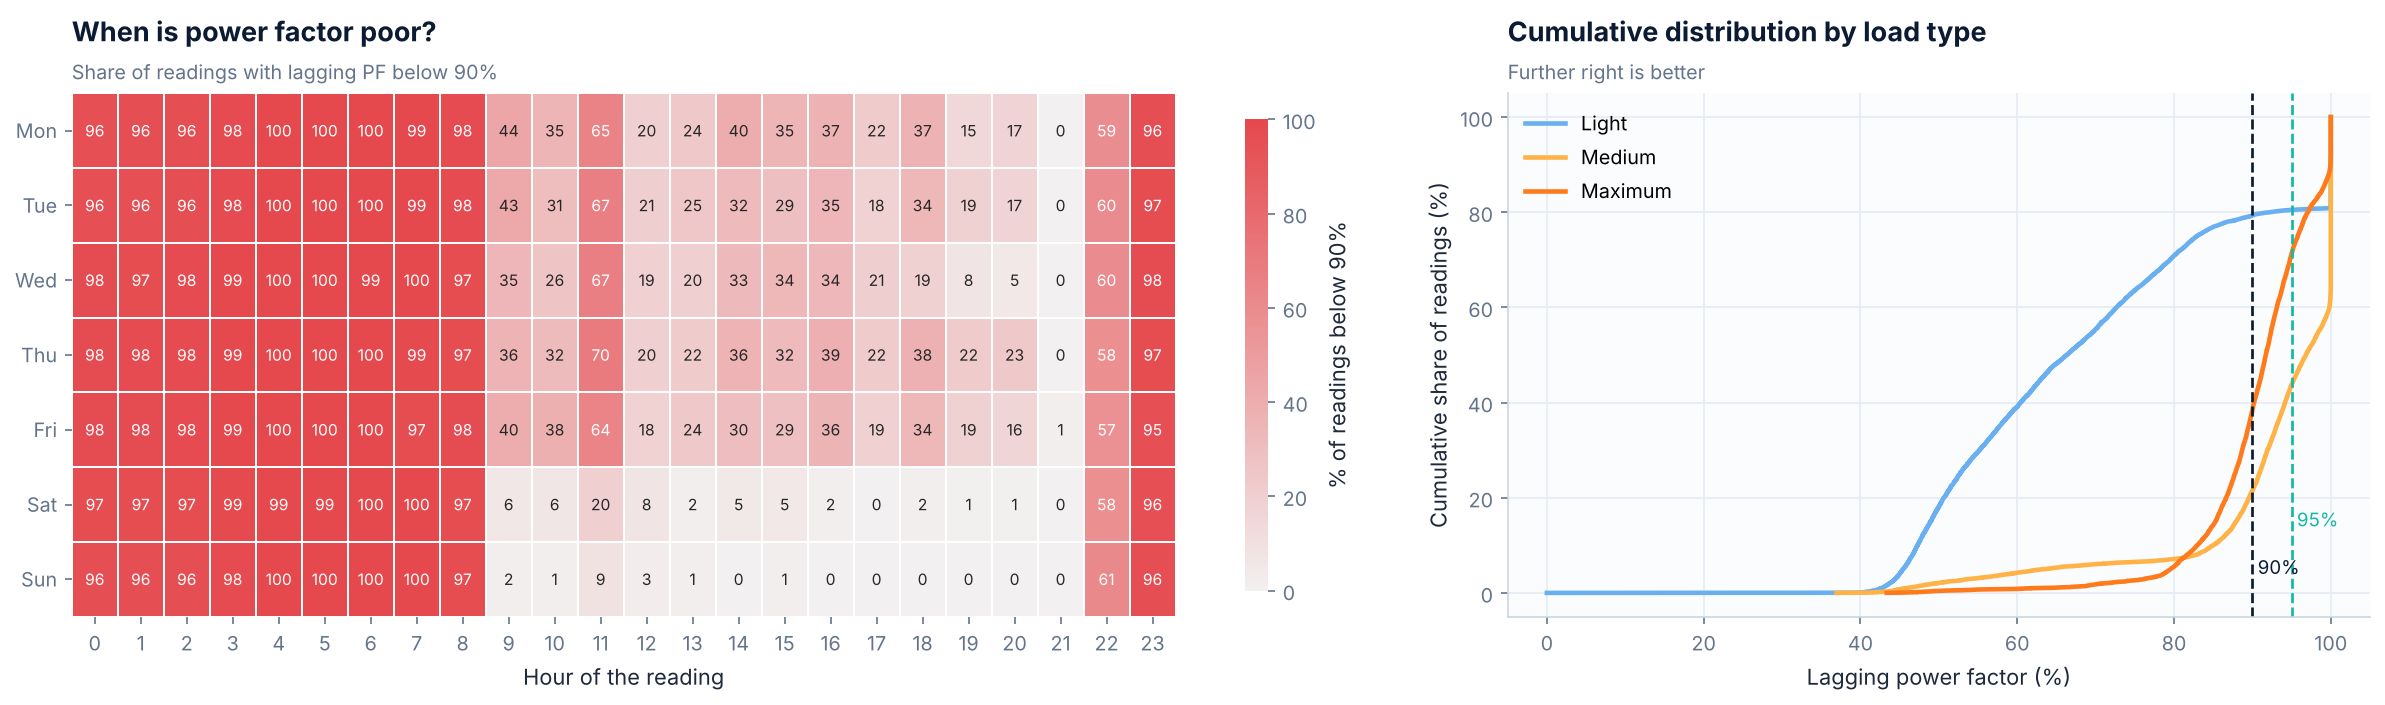 When is power factor poor?
Share of readings with lagging PF below 90%
Mon 96 96 96 98 100 100 100 99 98 44 35 65 20 24 40 35 37 22 37 15 17 0 59 96
Tue 96 96 96 98 100 100 100 99 98 43 31 67 21 25 32 29 35 18 34 19 17 0 60 97
Wed 98 97 98 99 100 100 99 100 97 35 26 67 19 20 33 34 34 21 19 8 5 0 60 98
Thu 98 98 98 99 100 100 100 99 97 36 32 70 20 22 36 32 39 22 38 22 23 0 58 97
Fri 98 98 98 99 100 100 100 97 98 40 38 64 18 24 30 29 36 19 34 19 16 1 57 95
Sat 97 97 97 99 99 99 100 100 97 6 6 20 8 2 5 5 2 0 2 1 1 0 58 96
Sun 96 96 96 98 100 100 100 100 97 2 1 9 3 1 0 1 0 0 0 0 0 0 61 96
0 1 2 3 4 5 6 7 8 9 10 11 12 13 14 15 16 17 18 19 20 21 22 23
Hour of the reading
100
80
60
40
20
0
% of readings below 90%
Cumulative distribution by load type
Further right is better
Light
Medium
Maximum
100
80
60
40
20
0
Cumulative share of readings (%)
95%
90%
0 20 40 60 80 100
Lagging power factor (%)